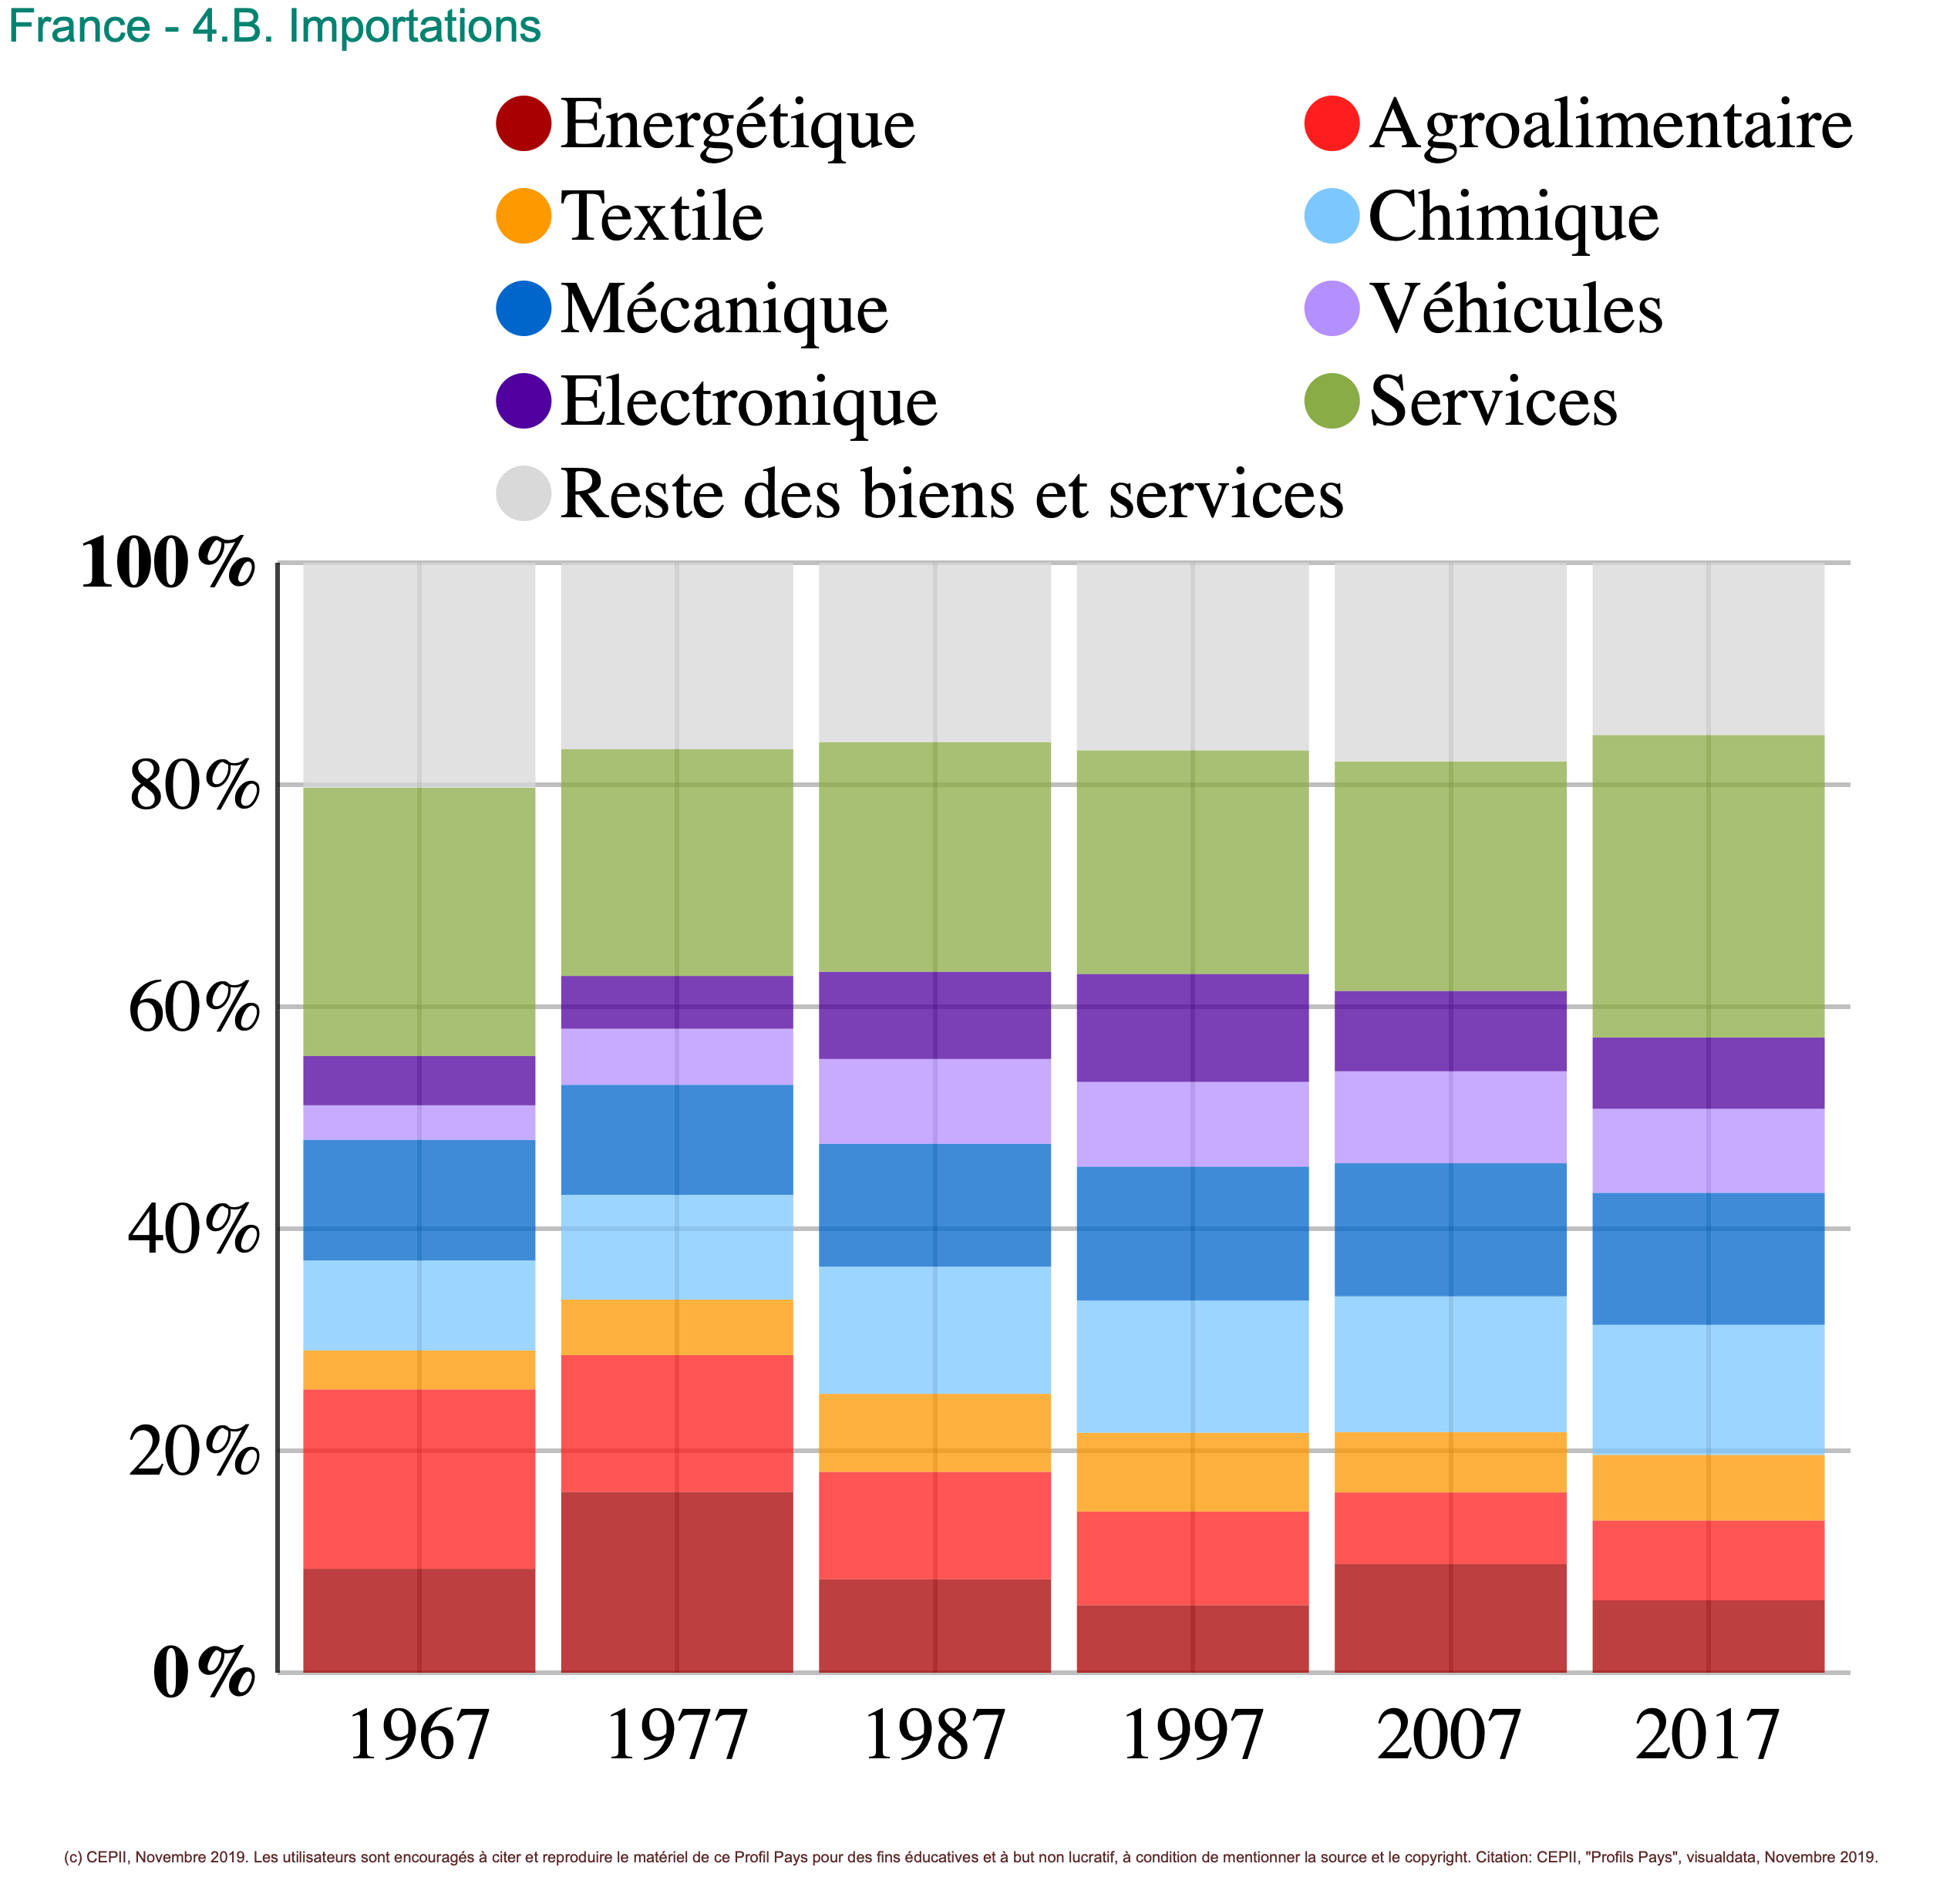 France - 4.B. Importations
Energétique Agroalimentaire
Textile Chimique
Mécanique Véhicules
Electronique Services
Reste des biens et services
100%
80%
60%
40%
20%
0%
1967 1977 1987 1997 2007 2017
(c) CEPII, Novembre 2019. Les utilisateurs sont encouragés à citer et reproduire le matériel de ce Profil Pays pour des fins éducatives et à but non lucratif, à condition de mentionner la source et le copyright. Citation: CEPII, "Profils Pays", visualdata, Novembre 2019.